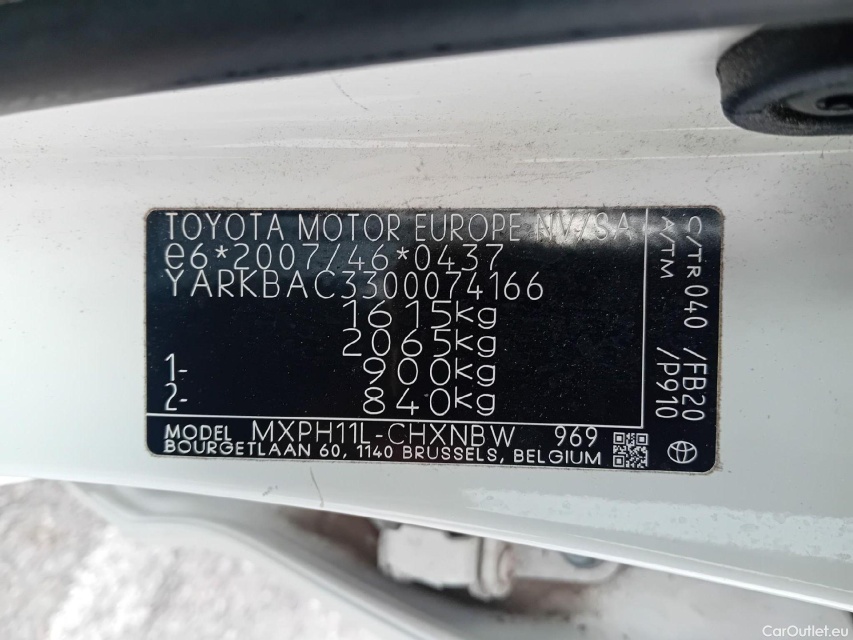 TOYOTA MOTOR EUROPE NV/SA
e6*2007/46*0437
YARKBAC3300074166
1615kg
2065kg
1- 900kg
2- 840kg
MODEL MXPH11L-CHXNBW 969
BOURGETLAAN 60, 1140 BRUSSELS, BELGIUM
C/TR 040 /FB20
A/TM /P910
CarOutlet.eu